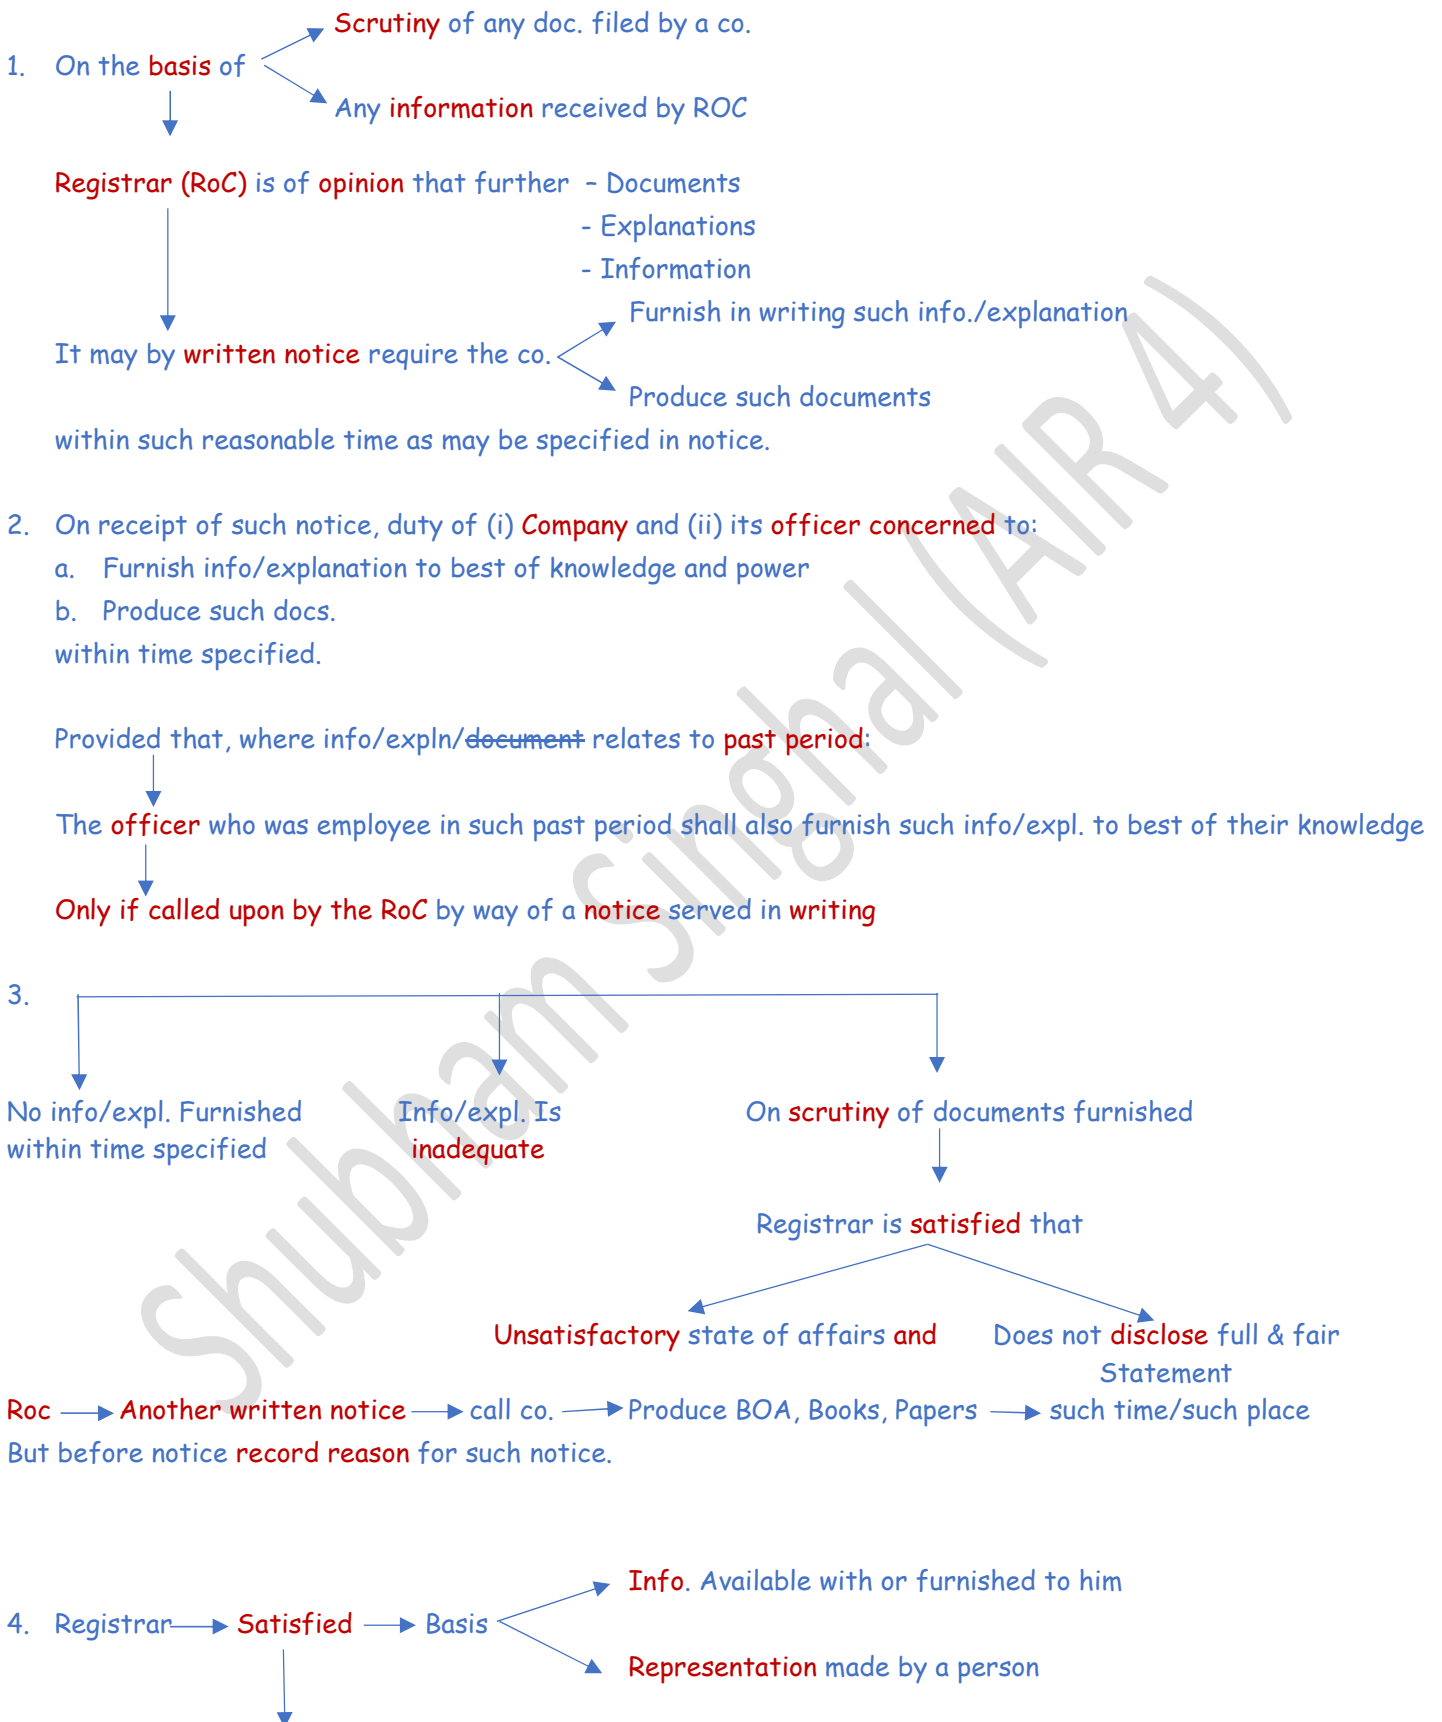 Scrutiny of any doc. filed by a co.
1. On the basis of
Any information received by ROC
Registrar (RoC) is of opinion that further – Documents
- Explanations
- Information
Furnish in writing such info./explanation
It may by written notice require the co.
Produce such documents
within such reasonable time as may be specified in notice.
2. On receipt of such notice, duty of (i) Company and (ii) its officer concerned to:
a. Furnish info/explanation to best of knowledge and power
b. Produce such docs.
within time specified.
Provided that, where info/expln/document relates to past period:
The officer who was employee in such past period shall also furnish such info/expl. to best of their knowledge
Only if called upon by the RoC by way of a notice served in writing
3.
No info/expl. Furnished Info/expl. Is On scrutiny of documents furnished
within time specified inadequate
Registrar is satisfied that
Unsatisfactory state of affairs and Does not disclose full & fair
Statement
Roc Another written notice call co. Produce BOA, Books, Papers such time/such place
But before notice record reason for such notice.
Info. Available with or furnished to him
4. Registrar Satisfied Basis
Representation made by a person
Shubham Singhal (AIR 4)